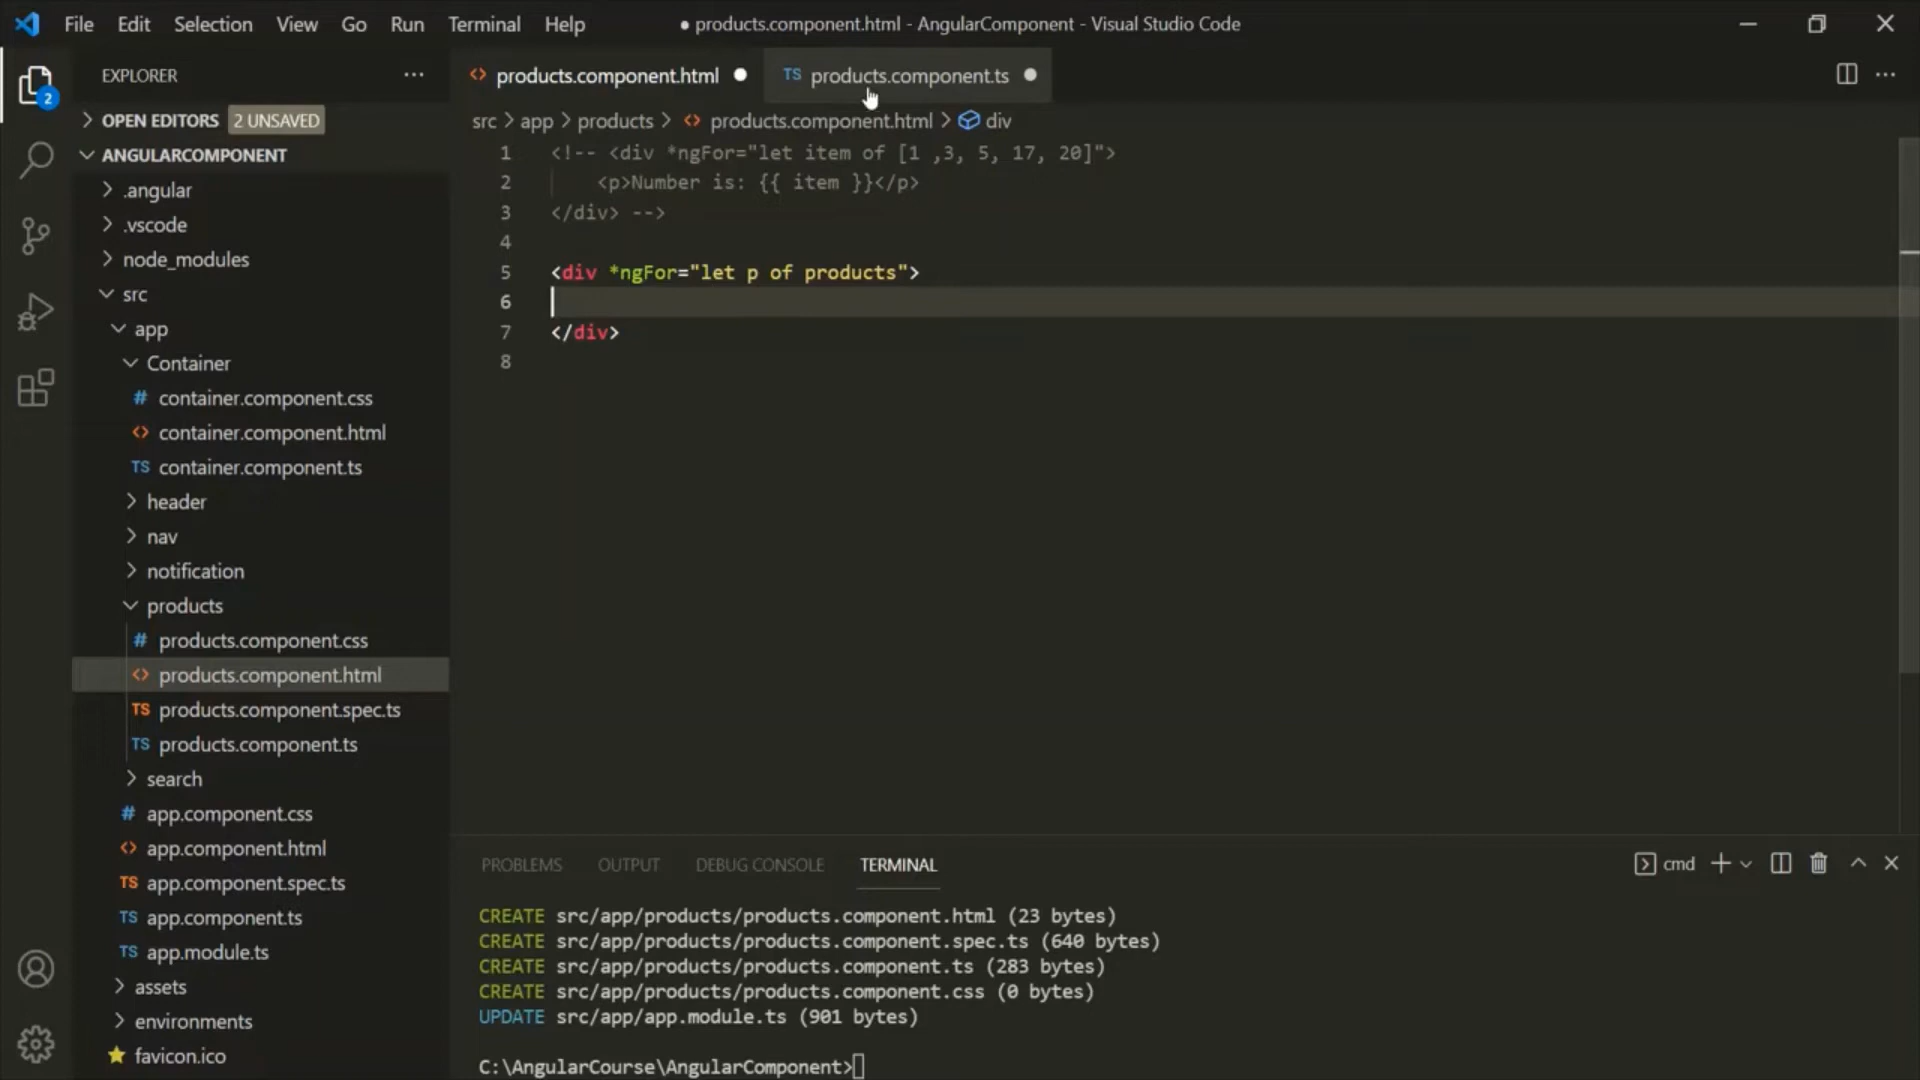 File Edit Selection View Go Run Terminal Help
● products.component.html - AngularComponent - Visual Studio Code
EXPLORER
2
OPEN EDITORS 2 UNSAVED
ANGULARCOMPONENT
.angular
.vscode
node_modules
src
app
Container
# container.component.css
<> container.component.html
TS container.component.ts
header
nav
notification
products
# products.component.css
<> products.component.html
TS products.component.spec.ts
TS products.component.ts
search
# app.component.css
<> app.component.html
TS app.component.spec.ts
TS app.component.ts
TS app.module.ts
assets
environments
favicon.ico
<> products.component.html ● TS products.component.ts ●
src > app > products > <> products.component.html > div
1 <!-- <div *ngFor="let item of [1 ,3, 5, 17, 20]">
2 <p>Number is: {{ item }}</p>
3 </div> -->
4
5 <div *ngFor="let p of products">
6
7 </div>
8
PROBLEMS OUTPUT DEBUG CONSOLE TERMINAL
cmd
CREATE src/app/products/products.component.html (23 bytes)
CREATE src/app/products/products.component.spec.ts (640 bytes)
CREATE src/app/products/products.component.ts (283 bytes)
CREATE src/app/products/products.component.css (0 bytes)
UPDATE src/app/app.module.ts (901 bytes)
C:\AngularCourse\AngularComponent>